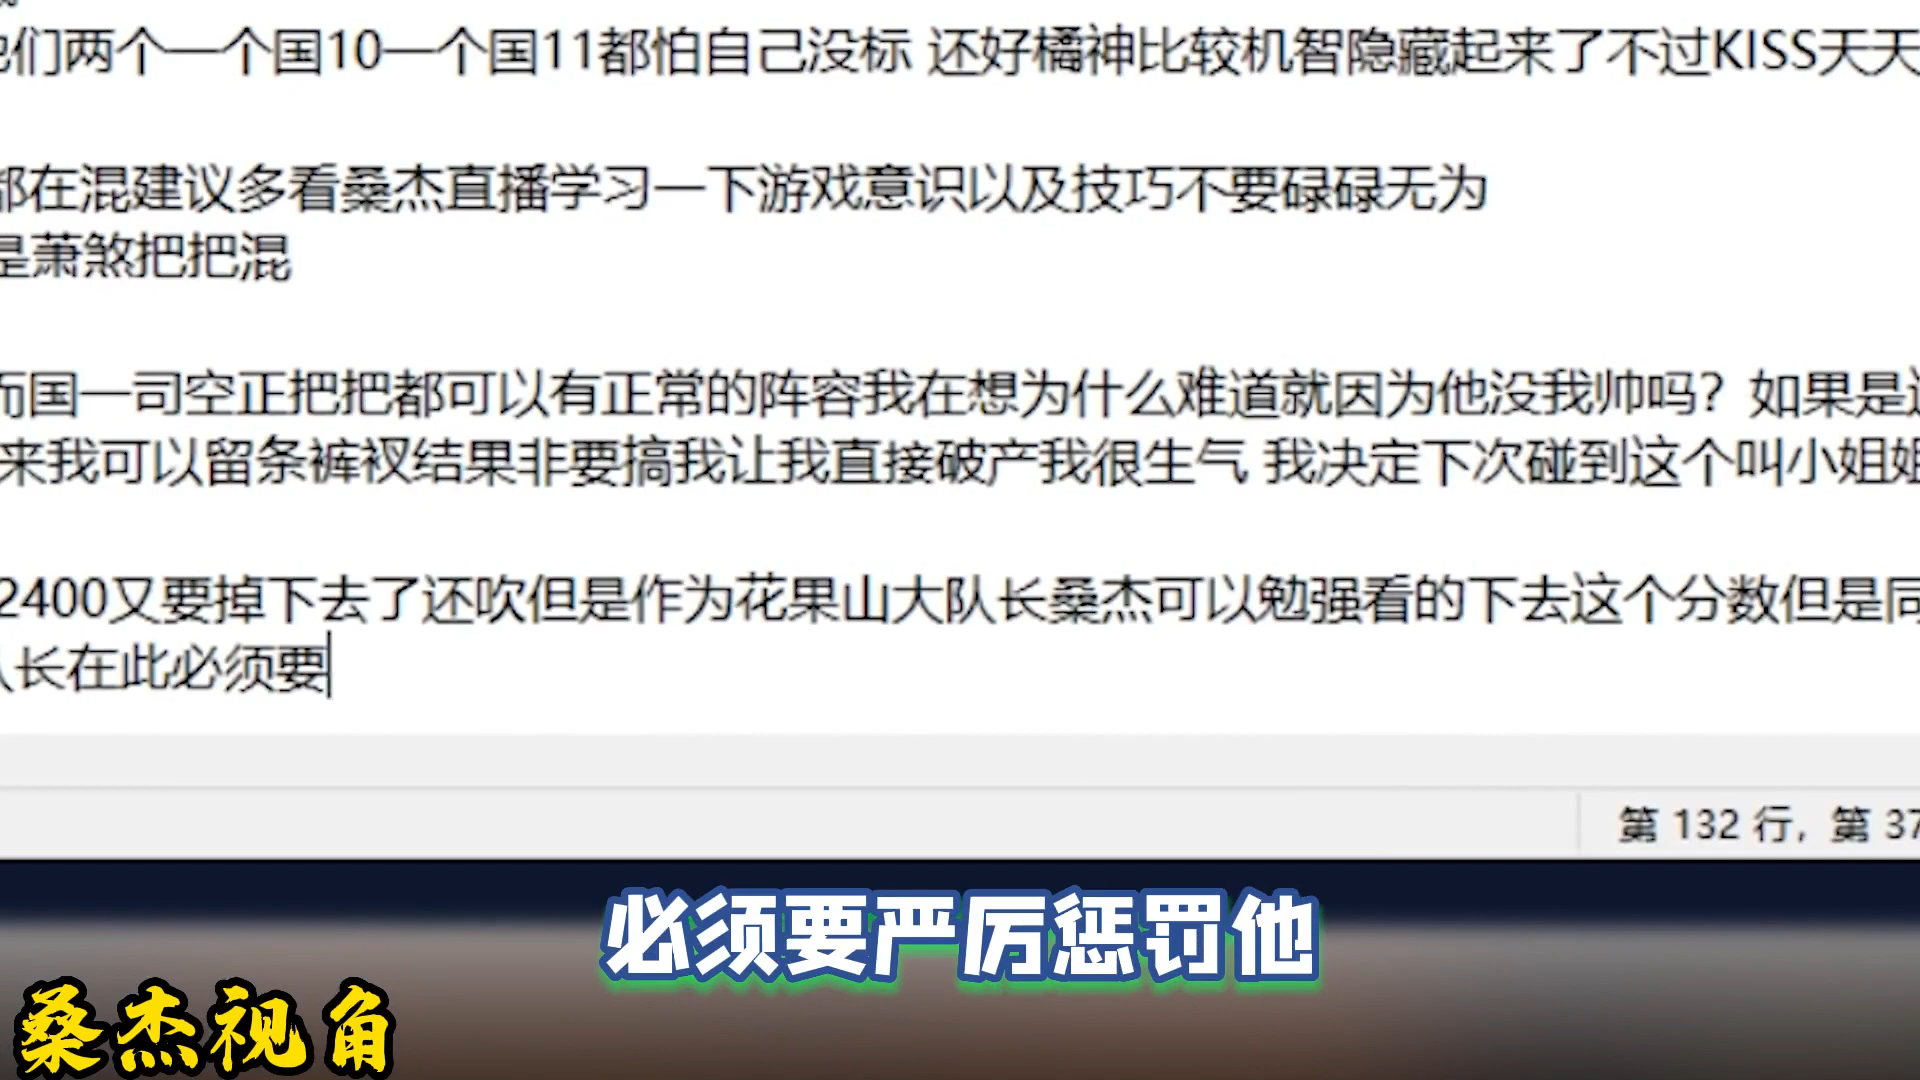 们两个一个国10一个国11都怕自己没标 还好橘神比较机智隐藏起来了不过KISS天天
都在混建议多看桑杰直播学习一下游戏意识以及技巧不要碌碌无为
是萧煞把把混
而国一司空正把把都可以有正常的阵容我在想为什么难道就因为他没我帅吗？如果是
来我可以留条裤衩结果非要搞我让我直接破产我很生气 我决定下次碰到这个叫小姐姐
2400又要掉下去了还吹但是作为花果山大队长桑杰可以勉强看的下去这个分数但是同
长在此必须要
第 132 行，第 37
必须要严厉惩罚他
桑杰视角